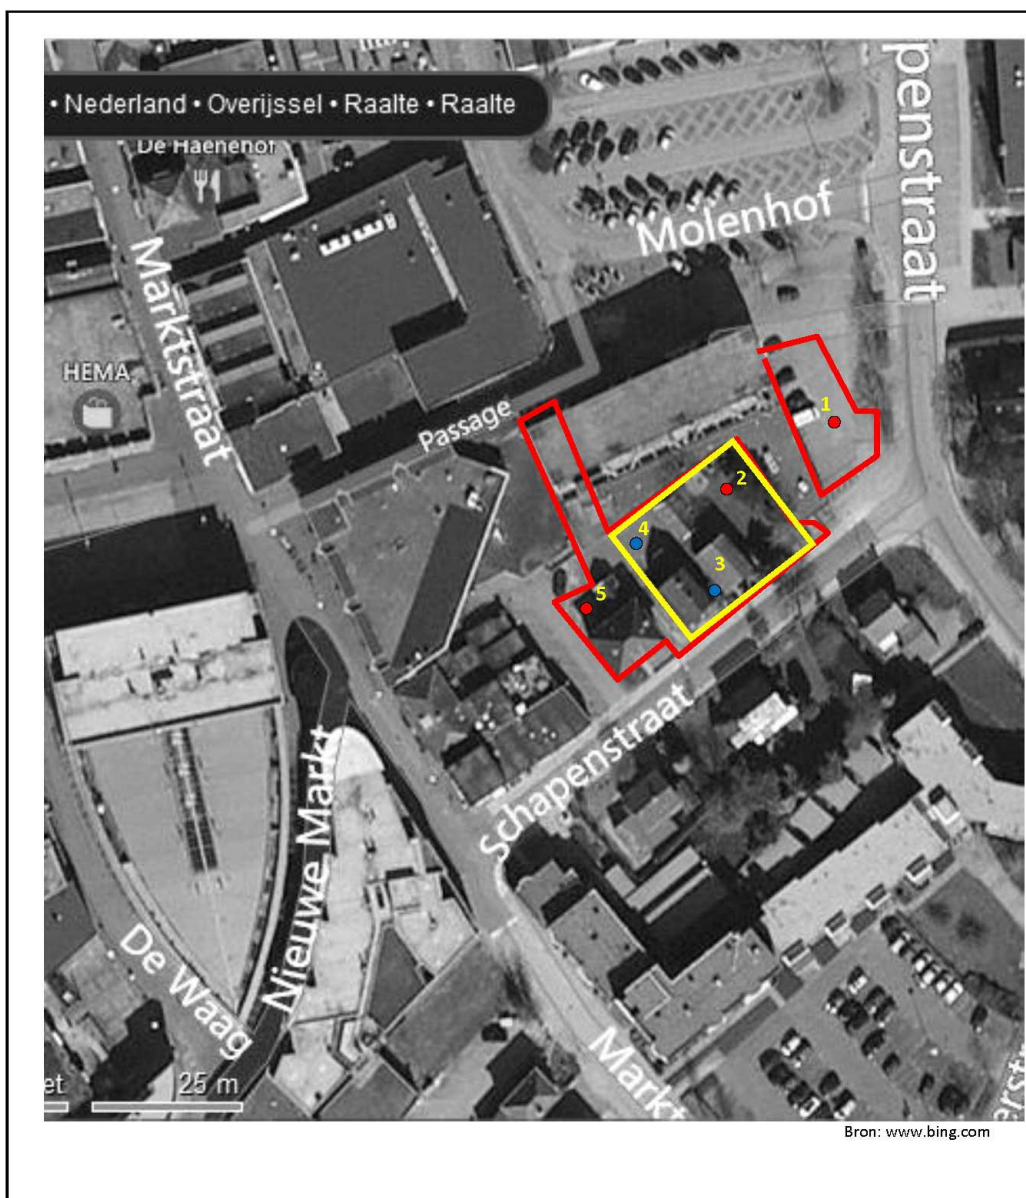 • Nederland • Overijssel • Raalte • Raalte
De Haenehof
penstraat
Molenhof
Marktstraat
HEMA
Passage
1
2
4
3
5
Schapenstraat
Nieuwe Markt
De Waag
Markt
25 m
Bron: www.bing.com